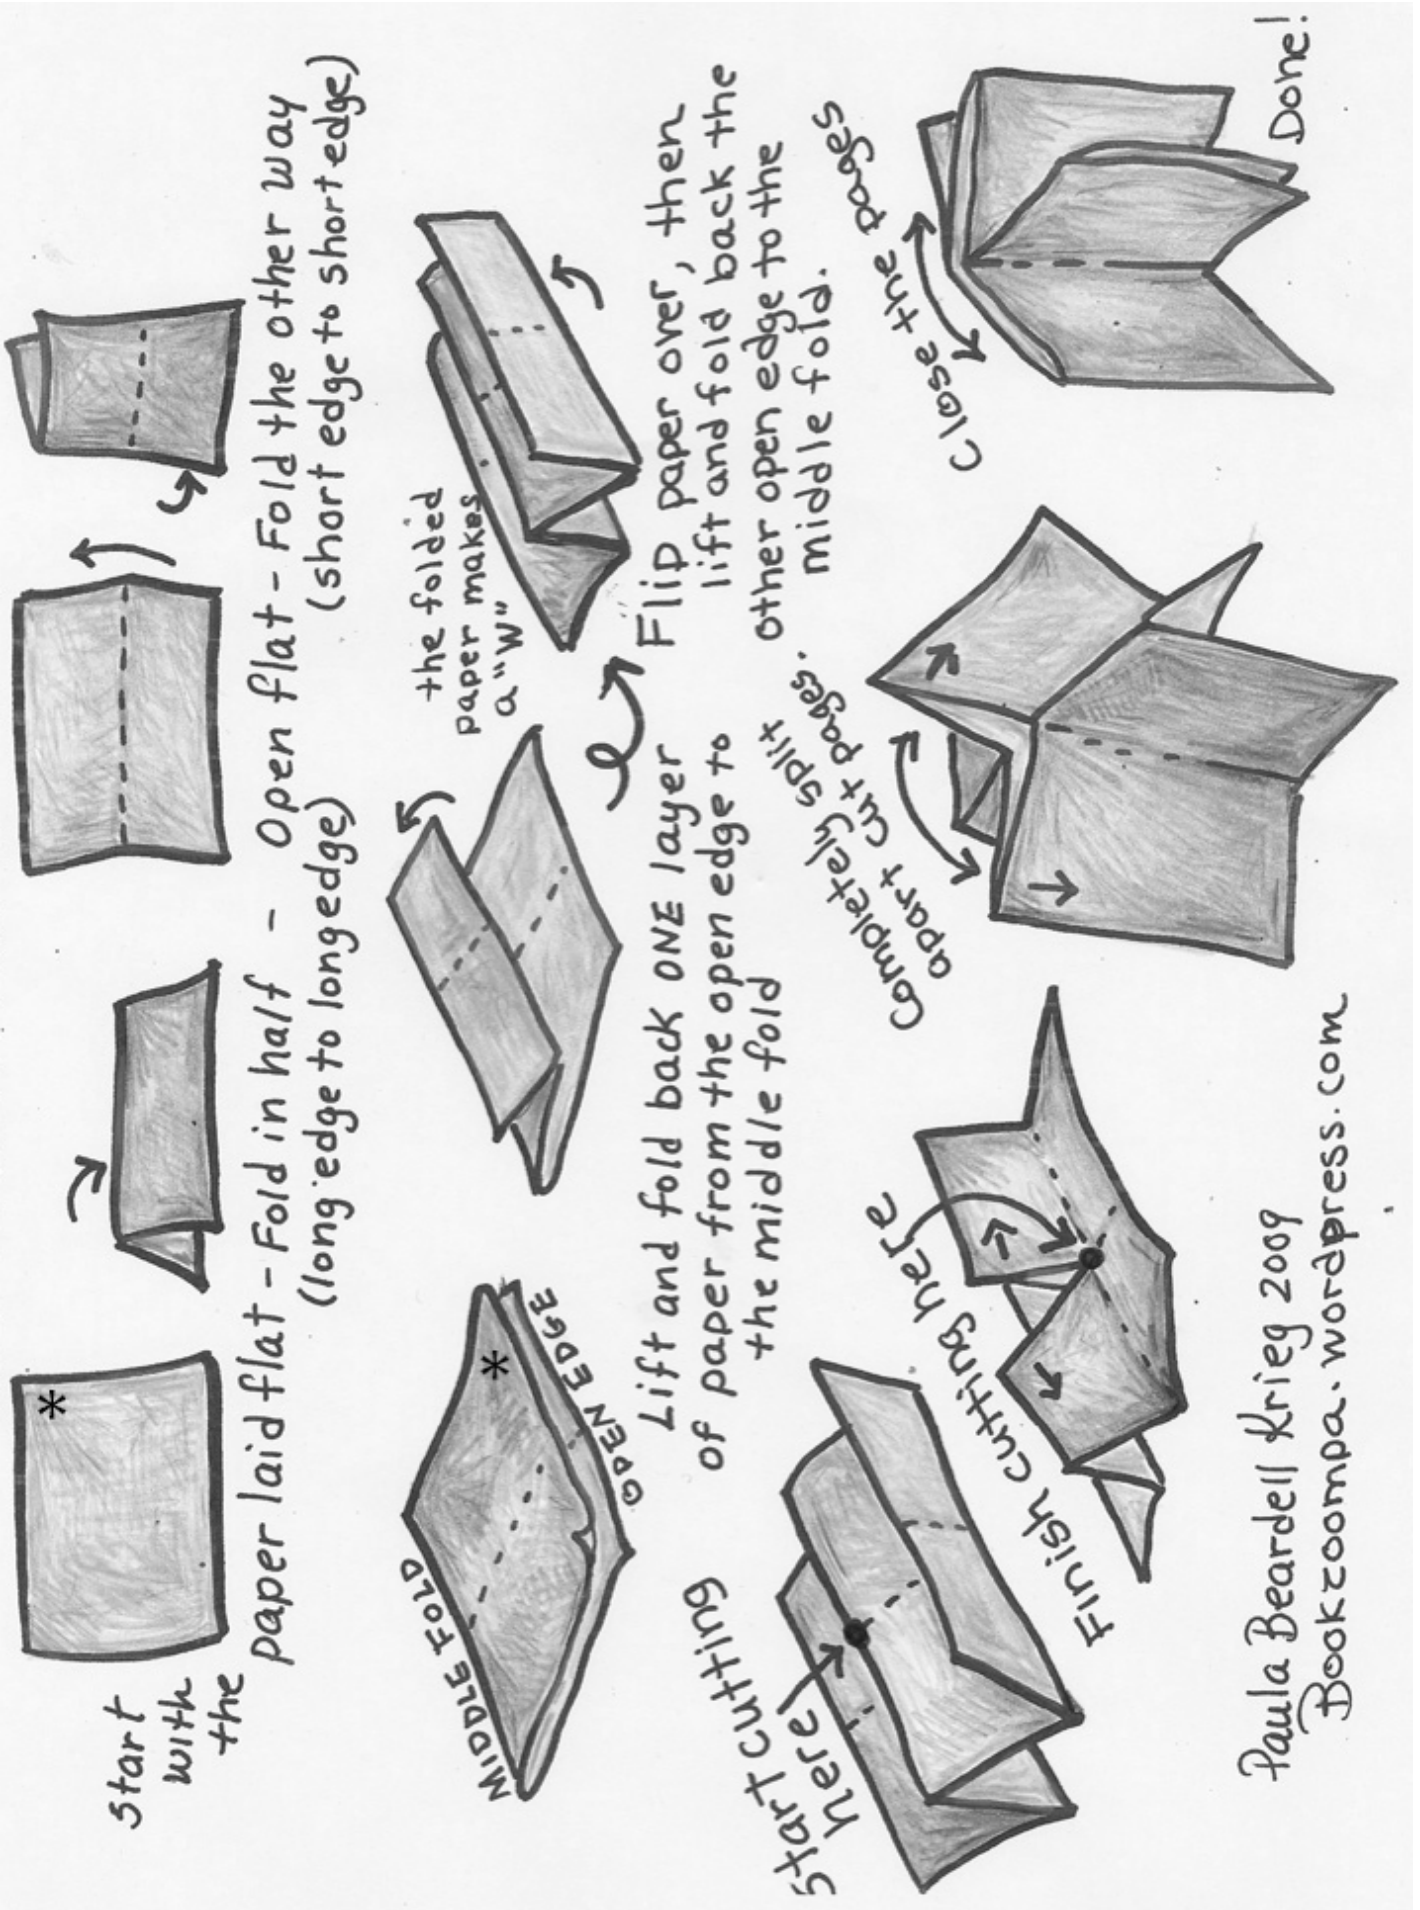 start
with
the
paper laid flat - Fold in half - Open flat - Fold the other way
(long edge to long edge)
(short edge to short edge)
*
MIDDLE FOLD
*
OPEN EDGE
Lift and fold back ONE layer
of paper from the open edge to
the middle fold
the folded
paper makes
a "W"
Flip paper over, then
lift and fold back the
other open edge to the
middle fold.
Start cutting
here
Finish cutting here
Completely split
apart cut pages.
Close the pages
Done!
Paula Beardell Krieg 2009
Bookzoompa.wordpress.com